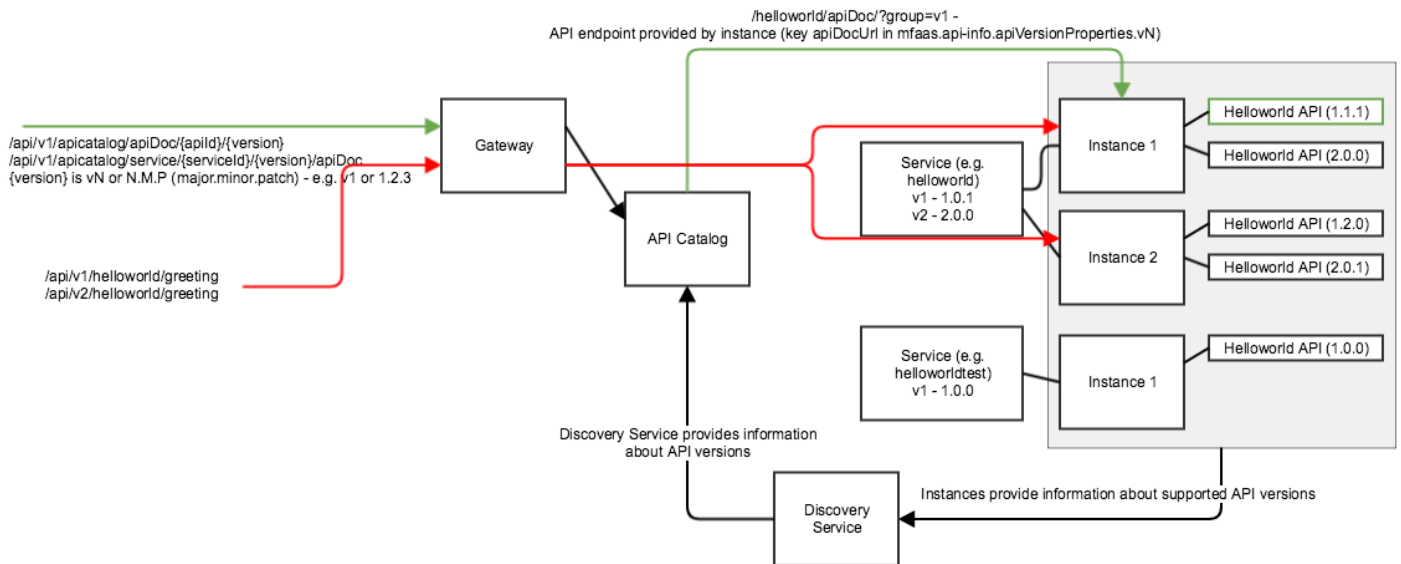 /helloworld/apiDoc/?group=v1 -
API endpoint provided by instance (key apiDocUrl in mfaas.api-info.apiVersionProperties.vN)
/api/v1/apicatalog/apiDoc/{apiId}/{version}
/api/v1/apicatalog/service/{serviceId}/{version}/apiDoc
{version} is vN or N.M.P (major.minor.patch) - e.g. v1 or 1.2.3
/api/v1/helloworld/greeting
/api/v2/helloworld/greeting
Gateway
API Catalog
Service (e.g.
helloworld)
v1 - 1.0.1
v2 - 2.0.0
Instance 1
Helloworld API (1.1.1)
Helloworld API (2.0.0)
Instance 2
Helloworld API (1.2.0)
Helloworld API (2.0.1)
Service (e.g.
helloworldtest)
v1 - 1.0.0
Instance 1
Helloworld API (1.0.0)
Discovery Service provides information
about API versions
Discovery
Service
Instances provide information about supported API versions